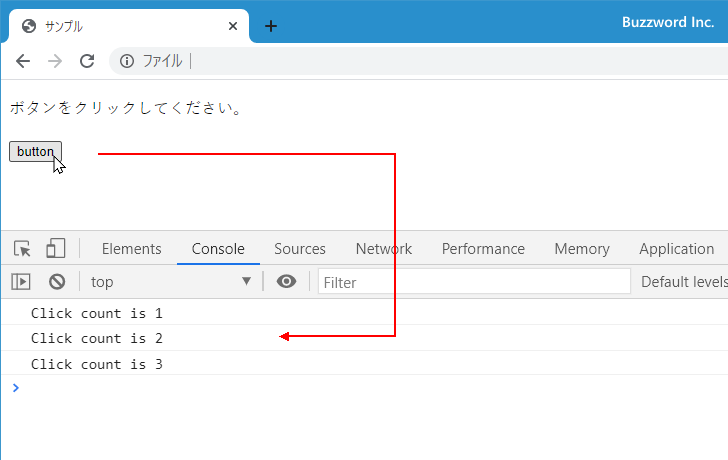 サンプル
Buzzword Inc.
ファイル
ボタンをクリックしてください。
button
Elements Console Sources Network Performance Memory Application
top Filter Default levels
Click count is 1
Click count is 2
Click count is 3